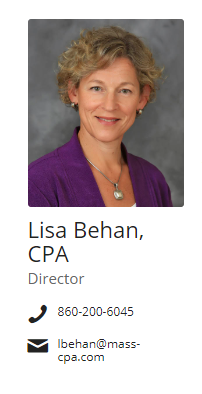 Lisa Behan,
CPA
Director
860-200-6045
lbehan@mass-
cpa.com